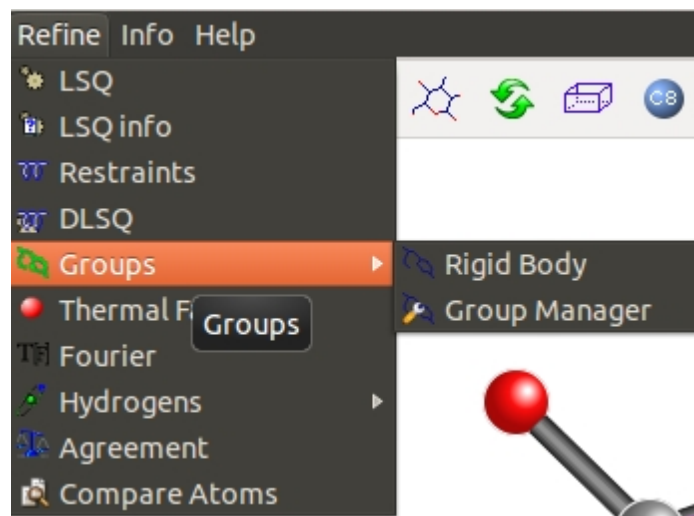 Refine Info Help
LSQ
LSQ info
Restraints
DLSQ
Groups
Rigid Body
Thermal
Groups
Group Manager
Fourier
Hydrogens
Agreement
Compare Atoms
C8